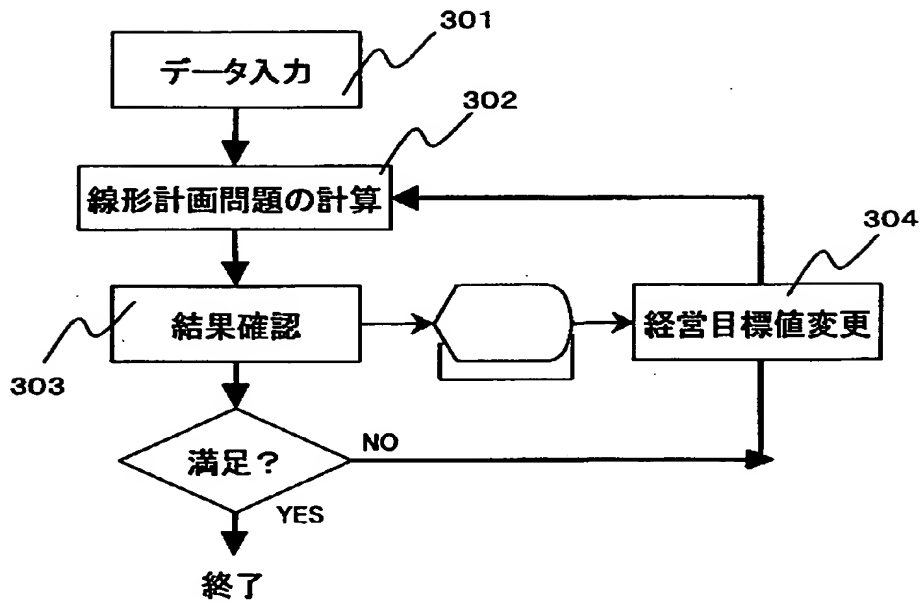 301
データ入力
302
線形計画問題の計算
304
結果確認
経営目標値変更
303
満足？
NO
YES
終了